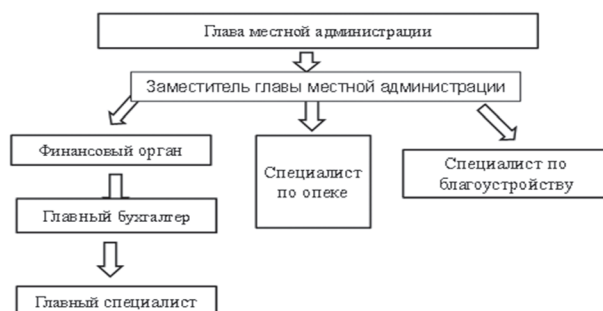 Глава местной администрации
Заместитель главы местной администрации
Финансовый орган
Специалист
по опеке
Специалист по
благоустройству
Главный бухгалтер
Главный специалист